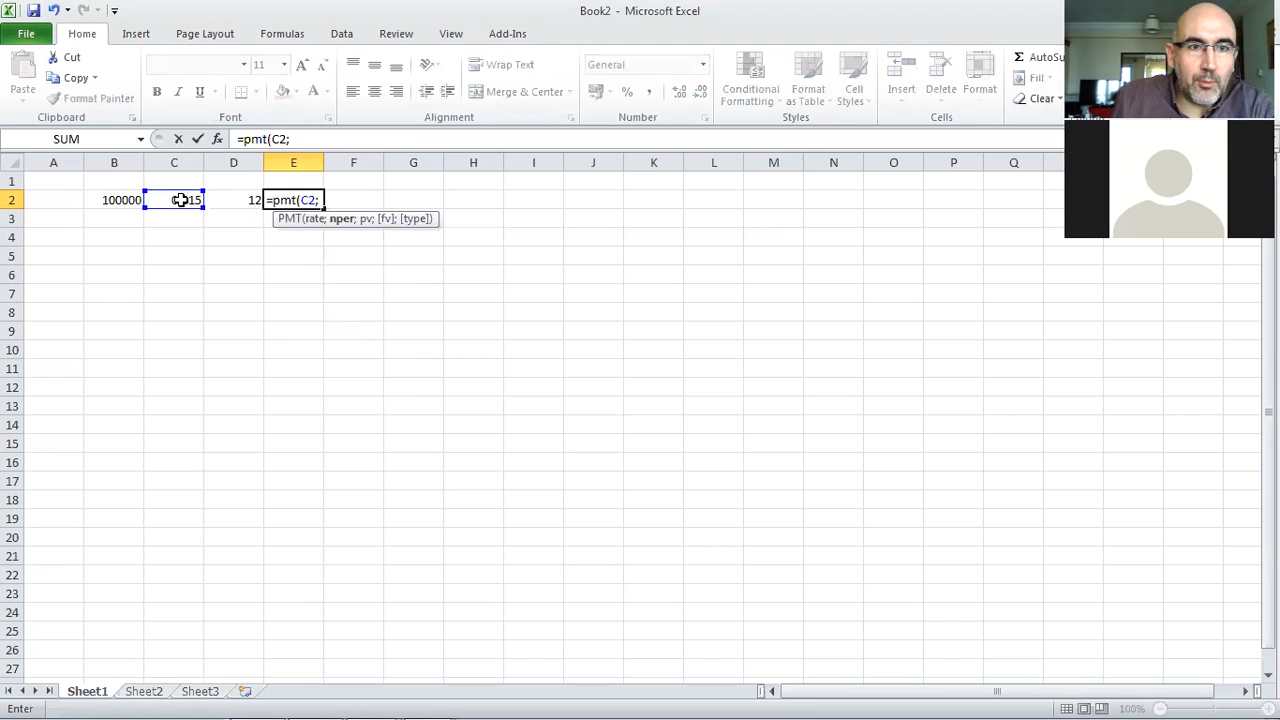 Book2 - Microsoft Excel
File Home Insert Page Layout Formulas Data Review View Add-Ins
Paste Cut Copy Format Painter
Clipboard
11
B I U A
Font
Wrap Text
Merge & Center
Alignment
General
%
Number
Conditional Formatting
Format as Table
Cell Styles
Styles
Insert Delete Format
Cells
Σ AutoSu
Fill
Clear
SUM fx =pmt(C2;
A B C D E F G H I J K L M N O P Q
1
2 100000 12 =pmt(C2;
PMT(rate; nper; pv; [fv]; [type])
3
4
5
6
7
8
9
10
11
12
13
14
15
16
17
18
19
20
21
22
23
24
25
26
27
Sheet1 Sheet2 Sheet3
Enter 100%